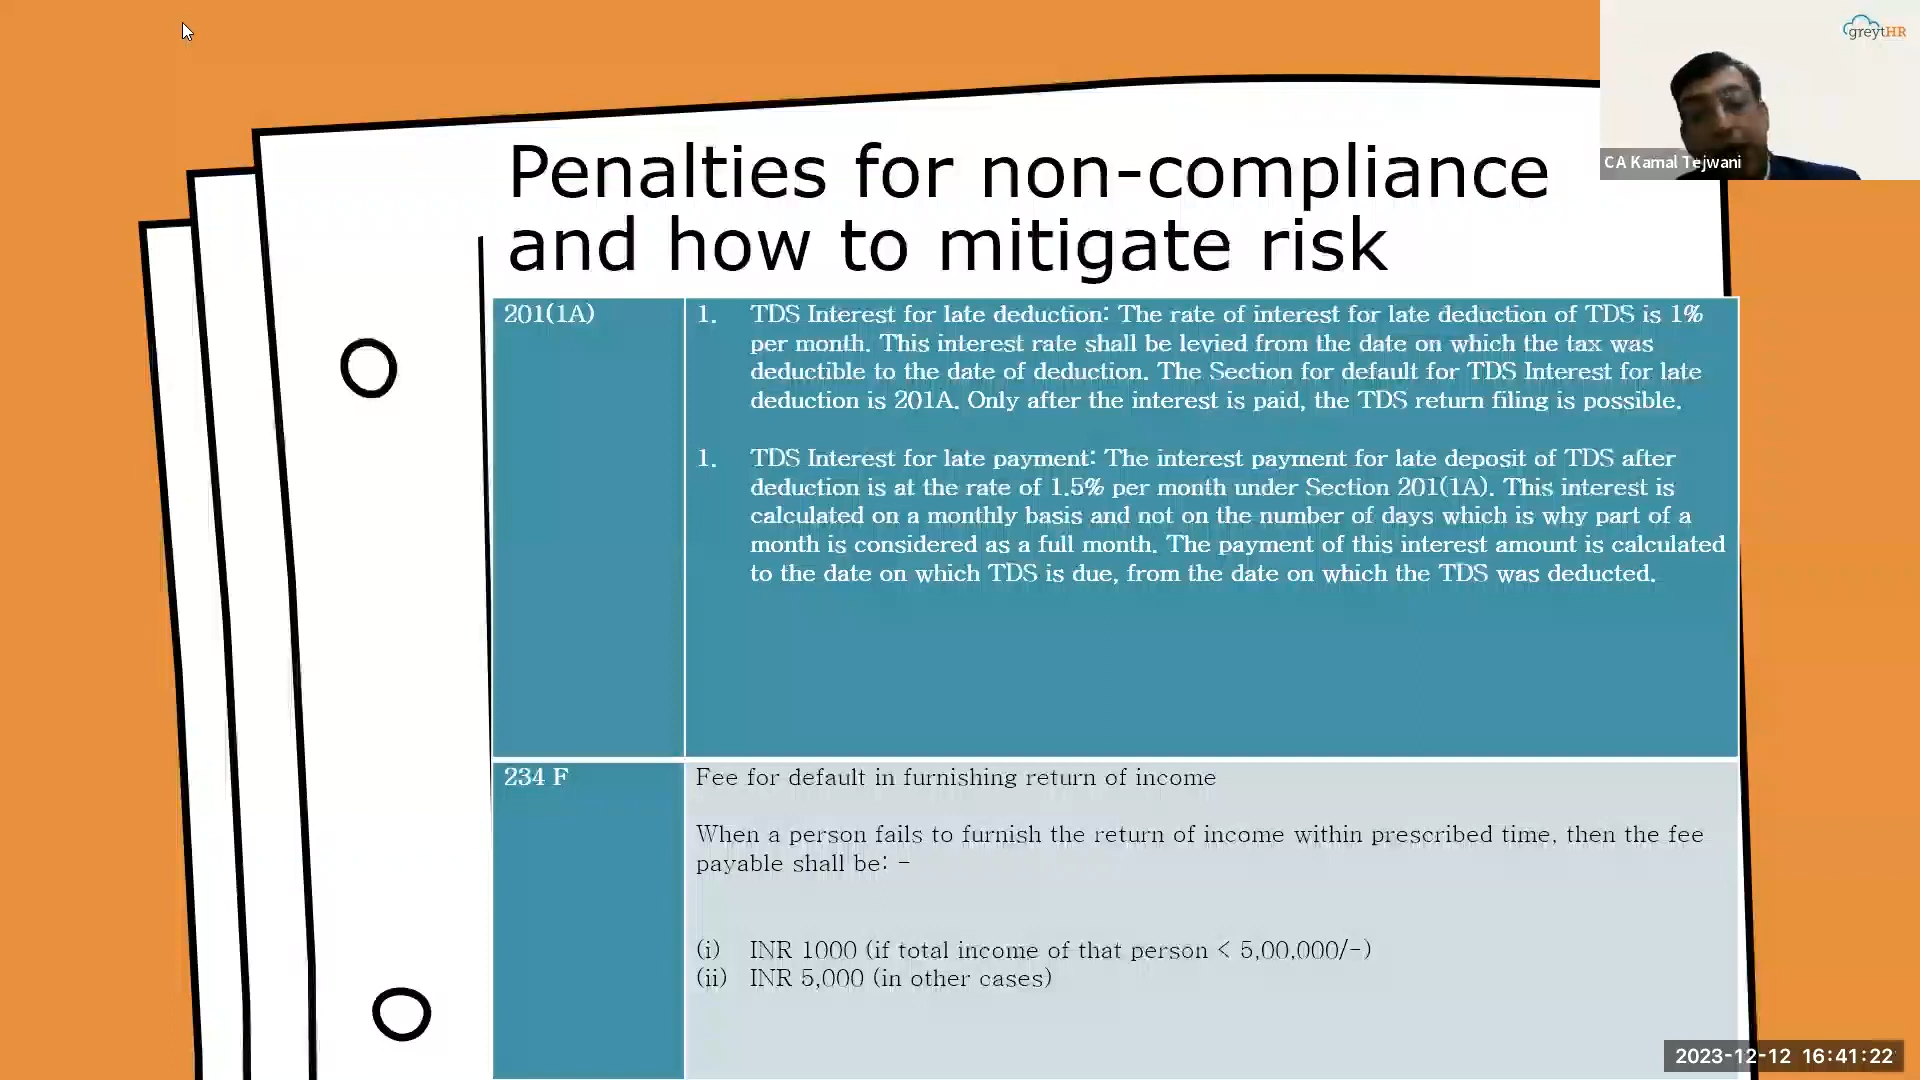 greytHR
CA Kamal Tejwani
Penalties for non-compliance
and how to mitigate risk
201(1A)
1. TDS Interest for late deduction: The rate of interest for late deduction of TDS is 1%
per month. This interest rate shall be levied from the date on which the tax was
deductible to the date of deduction. The Section for default for TDS Interest for late
deduction is 201A. Only after the interest is paid, the TDS return filing is possible.
1. TDS Interest for late payment: The interest payment for late deposit of TDS after
deduction is at the rate of 1.5% per month under Section 201(1A). This interest is
calculated on a monthly basis and not on the number of days which is why part of a
month is considered as a full month. The payment of this interest amount is calculated
to the date on which TDS is due, from the date on which the TDS was deducted.
234 F
Fee for default in furnishing return of income
When a person fails to furnish the return of income within prescribed time, then the fee
payable shall be: -
(i) INR 1000 (if total income of that person < 5,00,000/-)
(ii) INR 5,000 (in other cases)
2023-12-12 16:41:22